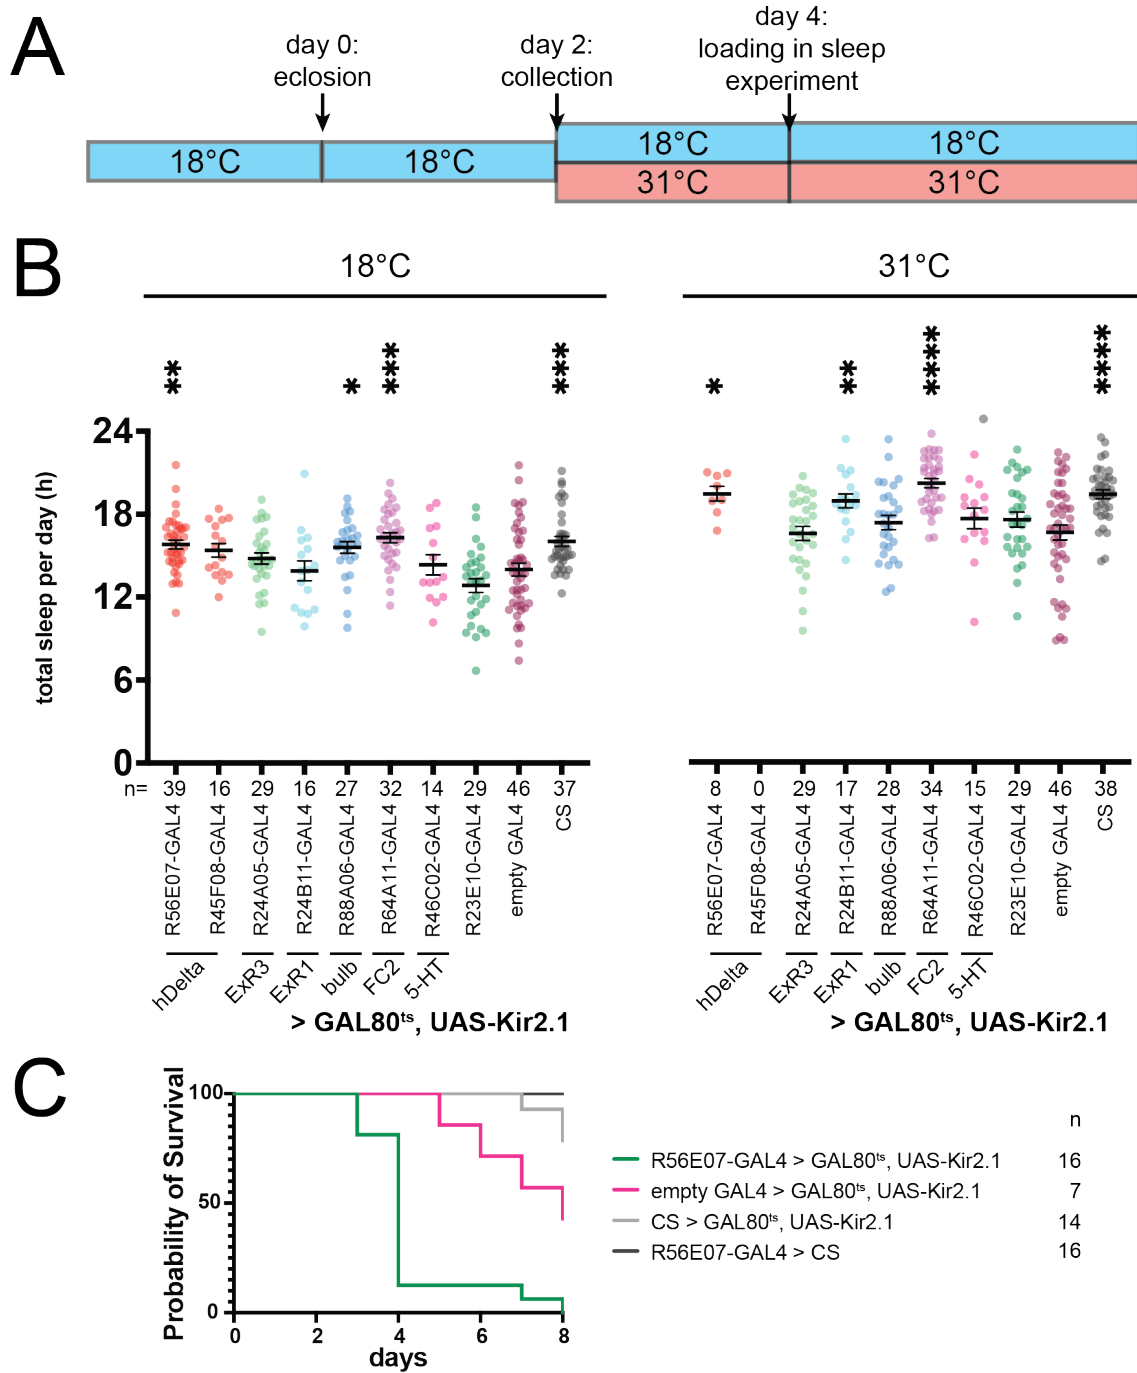 A
day 0:
eclosion
day 2:
collection
day 4:
loading in sleep
experiment
18°C
18°C
18°C
18°C
31°C
31°C
B
18°C
31°C
** * *** ***
* ** **** ****
total sleep per day (h)
24
18
12
6
0
n= 39 16 29 16 27 32 14 29 46 37
8 0 29 17 28 34 15 29 46 38
R56E07-GAL4
R45F08-GAL4
R24A05-GAL4
R24B11-GAL4
R88A06-GAL4
R64A11-GAL4
R46C02-GAL4
R23E10-GAL4
empty GAL4
CS
R56E07-GAL4
R45F08-GAL4
R24A05-GAL4
R24B11-GAL4
R88A06-GAL4
R64A11-GAL4
R46C02-GAL4
R23E10-GAL4
empty GAL4
CS
hDelta
ExR3
ExR1
bulb
FC2
5-HT
hDelta
ExR3
ExR1
bulb
FC2
5-HT
> GAL80ts, UAS-Kir2.1
> GAL80ts, UAS-Kir2.1
C
Probability of Survival
100
50
0
0 2 4 6 8
days
n
R56E07-GAL4 > GAL80ts, UAS-Kir2.1 16
empty GAL4 > GAL80ts, UAS-Kir2.1 7
CS > GAL80ts, UAS-Kir2.1 14
R56E07-GAL4 > CS 16